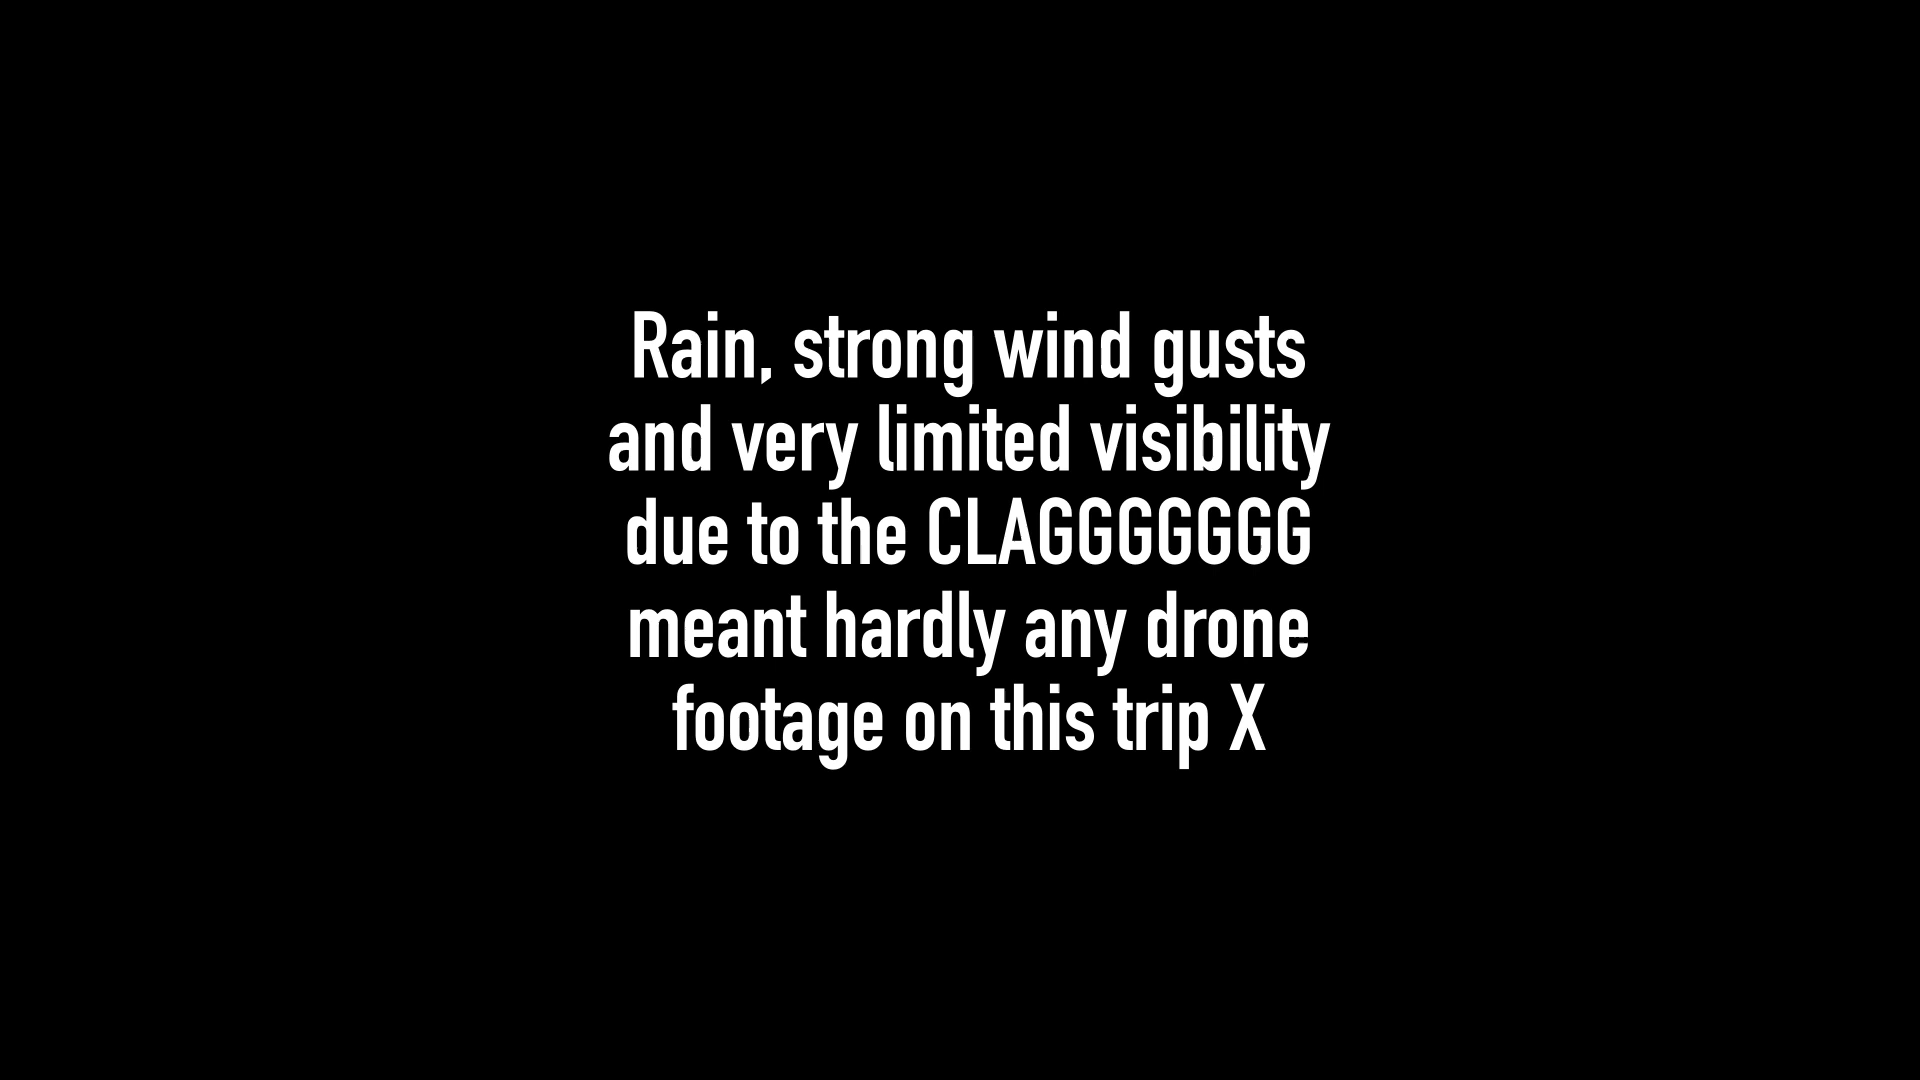 Rain, strong wind gusts
and very limited visibility
due to the CLAGGGGGGG
meant hardly any drone
footage on this trip X